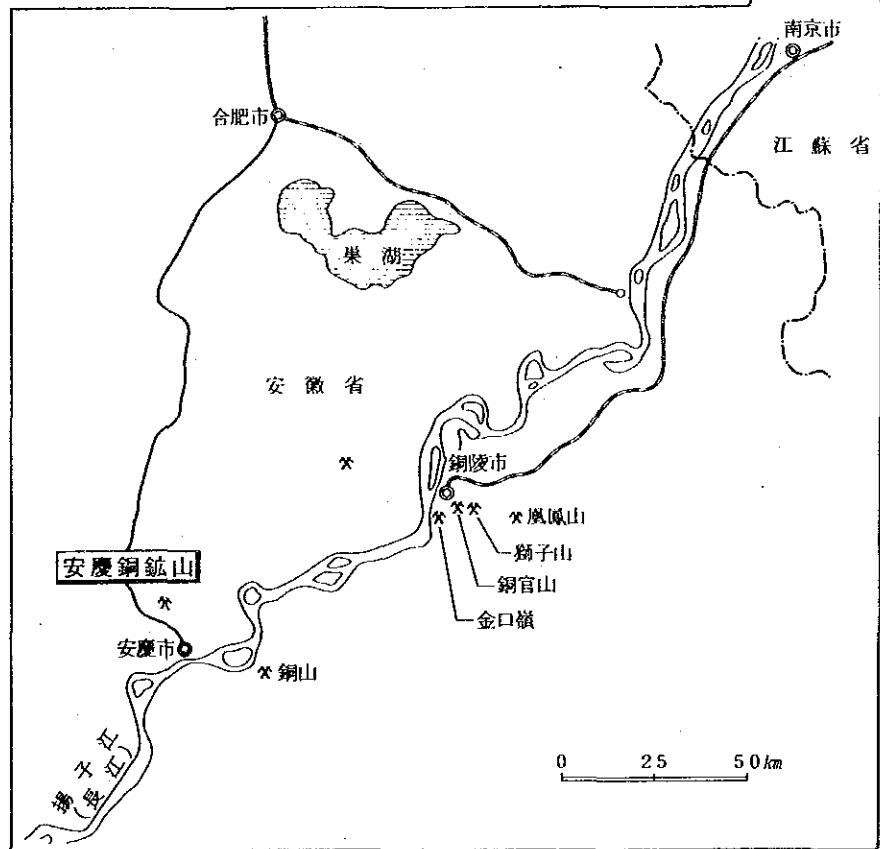 南京市
合肥市
江蘇省
巣湖
安徽省
銅陵市
凰鳳山
獅子山
安慶銅鉱山
銅官山
金口嶺
安慶市
銅山
揚子江
(長江)
0 25 50km